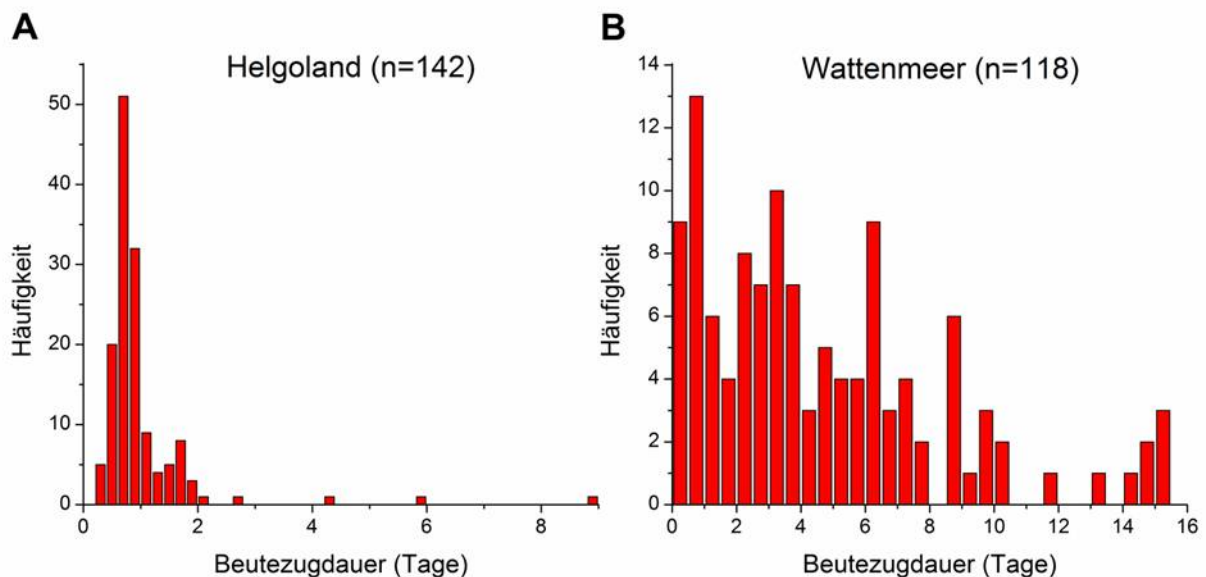 A
Helgoland (n=142)
50
40
30
20
10
0
Häufigkeit
0 2 4 6 8
Beutezugdauer (Tage)
B
Wattenmeer (n=118)
14
12
10
8
6
4
2
0
Häufigkeit
0 2 4 6 8 10 12 14 16
Beutezugdauer (Tage)